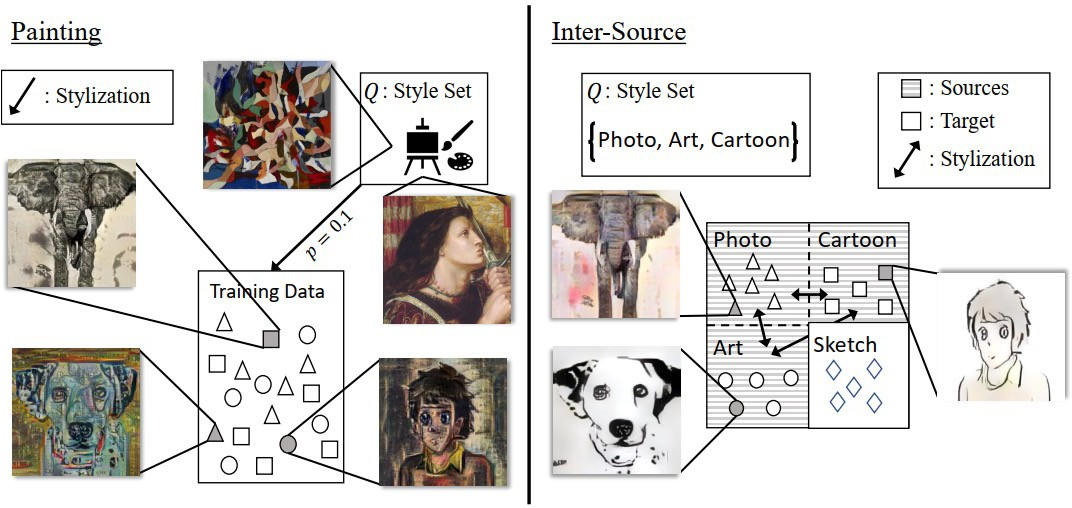 Painting
: Stylization
Q : Style Set
p = 0.1
Training Data
Inter-Source
Q : Style Set
{Photo, Art, Cartoon}
: Sources
: Target
: Stylization
Photo
Cartoon
Art
Sketch